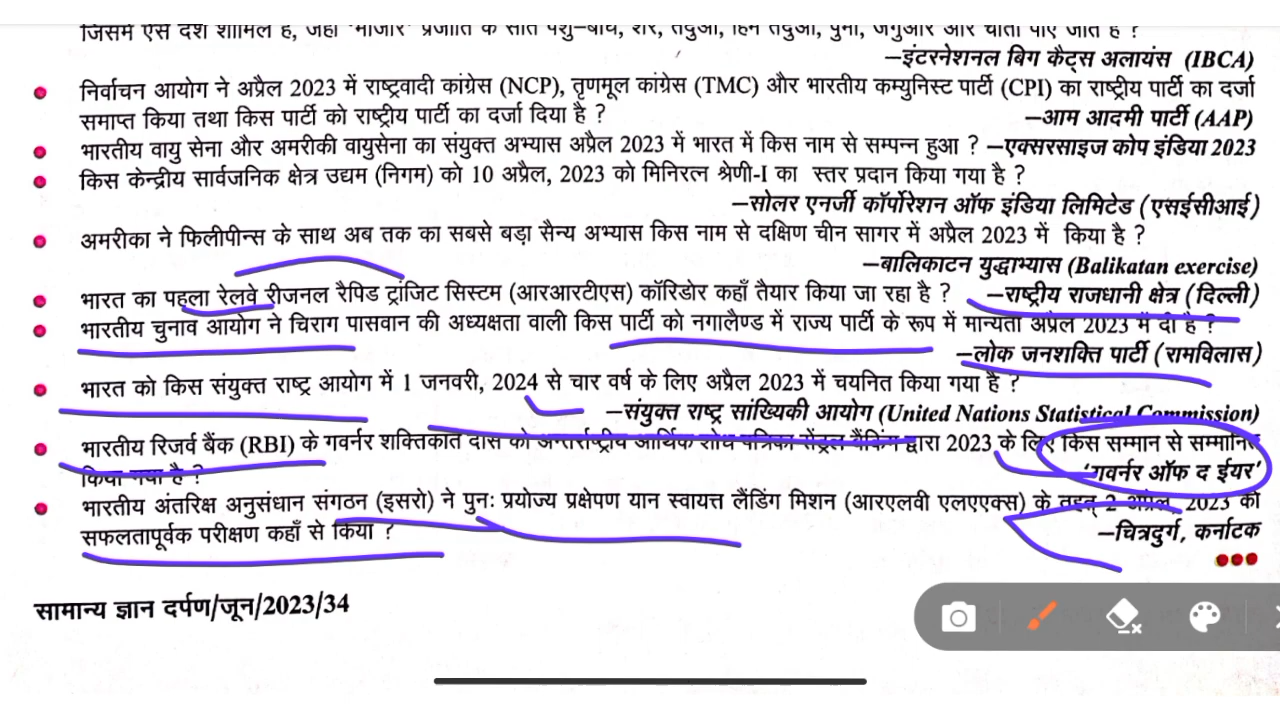 जिसमें ऐसे देश शामिल हैं, जहाँ 'मार्जार' प्रजाति के सात पशु–बाघ, शेर, तेंदुआ, हिम तेंदुआ, पुमा, जगुआर और चीता पाए जाते हैं ?
–इंटरनेशनल बिग कैट्स अलायंस (IBCA)
● निर्वाचन आयोग ने अप्रैल 2023 में राष्ट्रवादी कांग्रेस (NCP), तृणमूल कांग्रेस (TMC) और भारतीय कम्युनिस्ट पार्टी (CPI) का राष्ट्रीय पार्टी का दर्जा
समाप्त किया तथा किस पार्टी को राष्ट्रीय पार्टी का दर्जा दिया है ? –आम आदमी पार्टी (AAP)
● भारतीय वायु सेना और अमरीकी वायुसेना का संयुक्त अभ्यास अप्रैल 2023 में भारत में किस नाम से सम्पन्न हुआ ? –एक्सरसाइज कोप इंडिया 2023
● किस केन्द्रीय सार्वजनिक क्षेत्र उद्यम (निगम) को 10 अप्रैल, 2023 को मिनिरत्न श्रेणी-I का स्तर प्रदान किया गया है ?
–सोलर एनर्जी कॉर्पोरेशन ऑफ इंडिया लिमिटेड (एसईसीआई)
● अमरीका ने फिलीपीन्स के साथ अब तक का सबसे बड़ा सैन्य अभ्यास किस नाम से दक्षिण चीन सागर में अप्रैल 2023 में किया है ?
–बालिकाटन युद्धाभ्यास (Balikatan exercise)
● भारत का पहला रेलवे रीजनल रैपिड ट्रांजिट सिस्टम (आरआरटीएस) कॉरिडोर कहाँ तैयार किया जा रहा है ? –राष्ट्रीय राजधानी क्षेत्र (दिल्ली)
● भारतीय चुनाव आयोग ने चिराग पासवान की अध्यक्षता वाली किस पार्टी को नगालैण्ड में राज्य पार्टी के रूप में मान्यता अप्रैल 2023 में दी है ?
–लोक जनशक्ति पार्टी (रामविलास)
● भारत को किस संयुक्त राष्ट्र आयोग में 1 जनवरी, 2024 से चार वर्ष के लिए अप्रैल 2023 में चयनित किया गया है ?
–संयुक्त राष्ट्र सांख्यिकी आयोग (United Nations Statistical Commission)
● भारतीय रिजर्व बैंक (RBI) के गवर्नर शक्तिकांत दास को अन्तर्राष्ट्रीय आर्थिक शोध पत्रिका सेंट्रल बैंकिंग द्वारा 2023 के लिए किस सम्मान से सम्मानित
किया गया है ? 'गवर्नर ऑफ द ईयर'
● भारतीय अंतरिक्ष अनुसंधान संगठन (इसरो) ने पुन: प्रयोज्य प्रक्षेपण यान स्वायत्त लैंडिंग मिशन (आरएलवी एलएएक्स) के तहत् 2 अप्रैल, 2023 को
सफलतापूर्वक परीक्षण कहाँ से किया ? –चित्रदुर्ग, कर्नाटक
सामान्य ज्ञान दर्पण/जून/2023/34